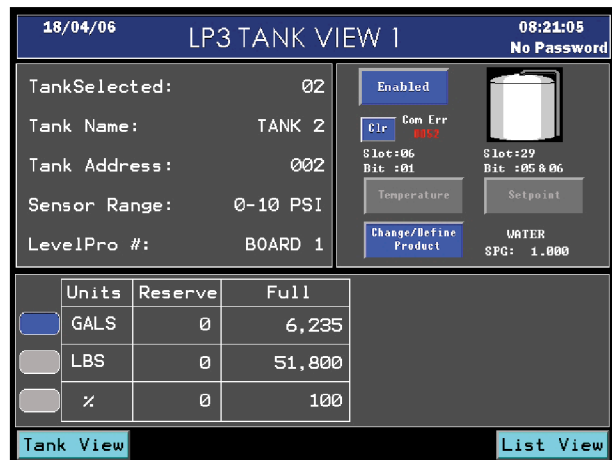 18/04/06
LP3 TANK VIEW 1
08:21:05
No Password
TankSelected: 02
Tank Name: TANK 2
Tank Address: 002
Sensor Range: 0-10 PSI
LevelPro #: BOARD 1
Enabled
Clr
Com Err
0052
Slot:06
Bit :01
Slot:29
Bit :05&06
Temperature
Setpoint
Change/Define
Product
WATER
SPG: 1.000
Units Reserve Full
GALS 0 6,235
LBS 0 51,800
% 0 100
Tank View
List View